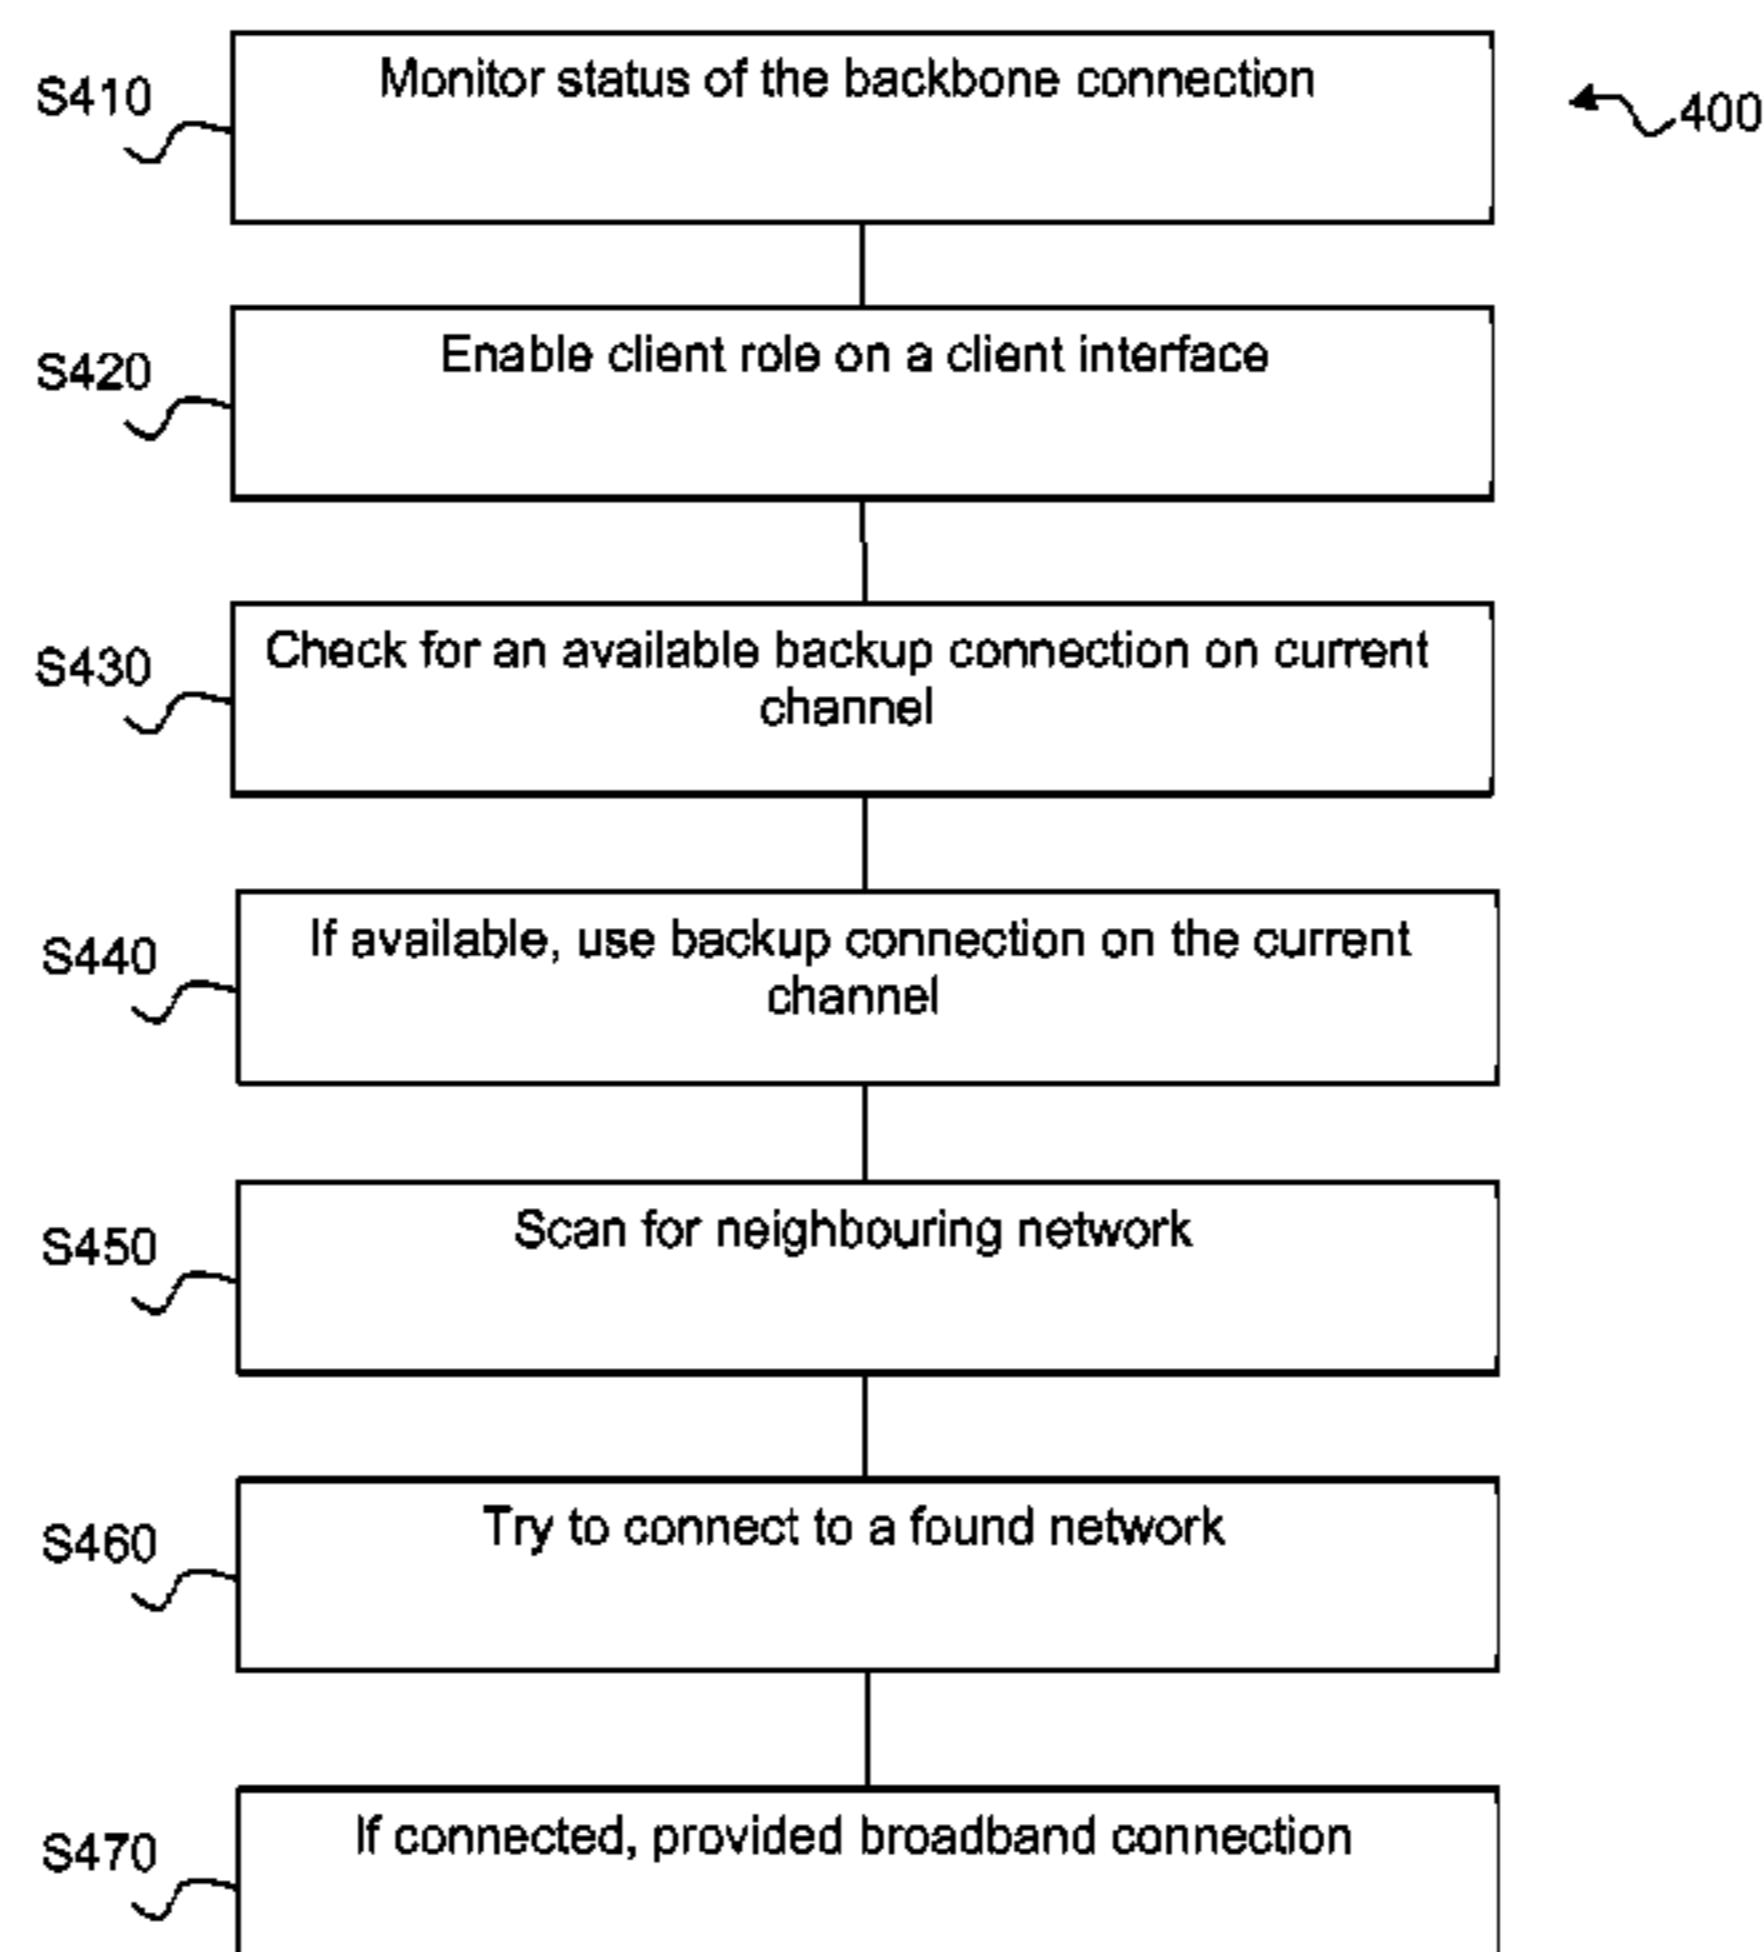 S410
Monitor status of the backbone connection
400
S420
Enable client role on a client interface
S430
Check for an available backup connection on current
channel
S440
If available, use backup connection on the current
channel
S450
Scan for neighbouring network
S460
Try to connect to a found network
S470
If connected, provided broadband connection